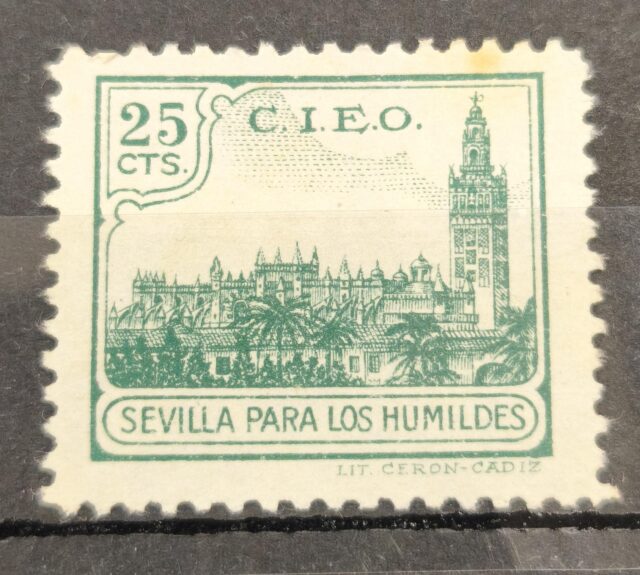 25
CTS.
C.I.E.O.
SEVILLA PARA LOS HUMILDES
LIT. CERON-CADIZ